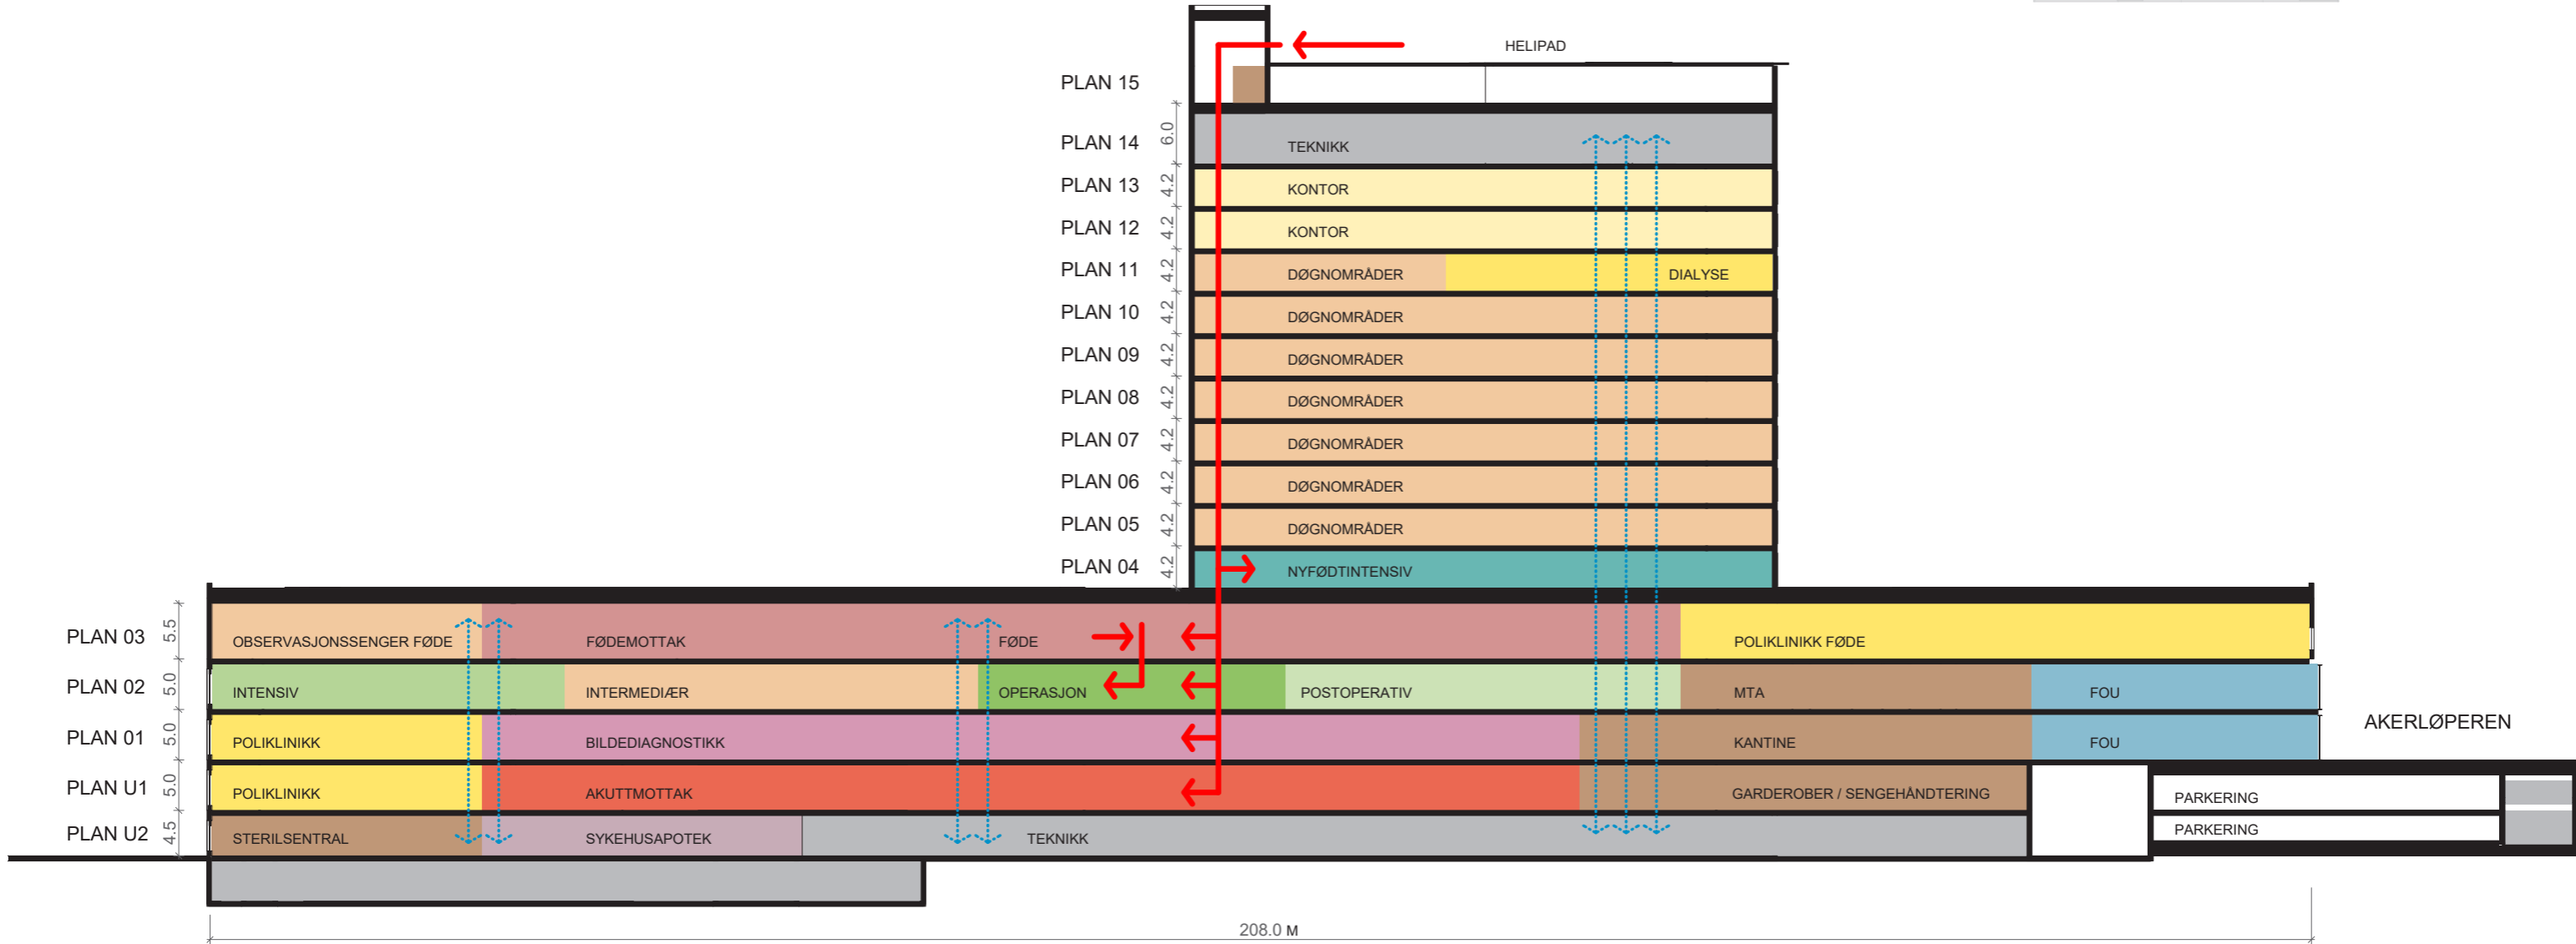 HELIPAD
PLAN 15
PLAN 14 6.0 TEKNIKK
PLAN 13 4.2 KONTOR
PLAN 12 4.2 KONTOR
PLAN 11 4.2 DØGNOMRÅDER DIALYSE
PLAN 10 4.2 DØGNOMRÅDER
PLAN 09 4.2 DØGNOMRÅDER
PLAN 08 4.2 DØGNOMRÅDER
PLAN 07 4.2 DØGNOMRÅDER
PLAN 06 4.2 DØGNOMRÅDER
PLAN 05 4.2 DØGNOMRÅDER
PLAN 04 4.2 NYFØDTINTENSIV
PLAN 03 5.5 OBSERVASJONSSENGER FØDE FØDEMOTTAK FØDE POLIKLINIKK FØDE
PLAN 02 5.0 INTENSIV INTERMEDIÆR OPERASJON POSTOPERATIV MTA FOU
AKERLØPEREN
PLAN 01 5.0 POLIKLINIKK BILDEDIAGNOSTIKK KANTINE FOU
PLAN U1 5.0 POLIKLINIKK AKUTTMOTTAK GARDEROBER / SENGEHÅNDTERING PARKERING
PLAN U2 4.5 STERILSENTRAL SYKEHUSAPOTEK TEKNIKK PARKERING
208.0 M